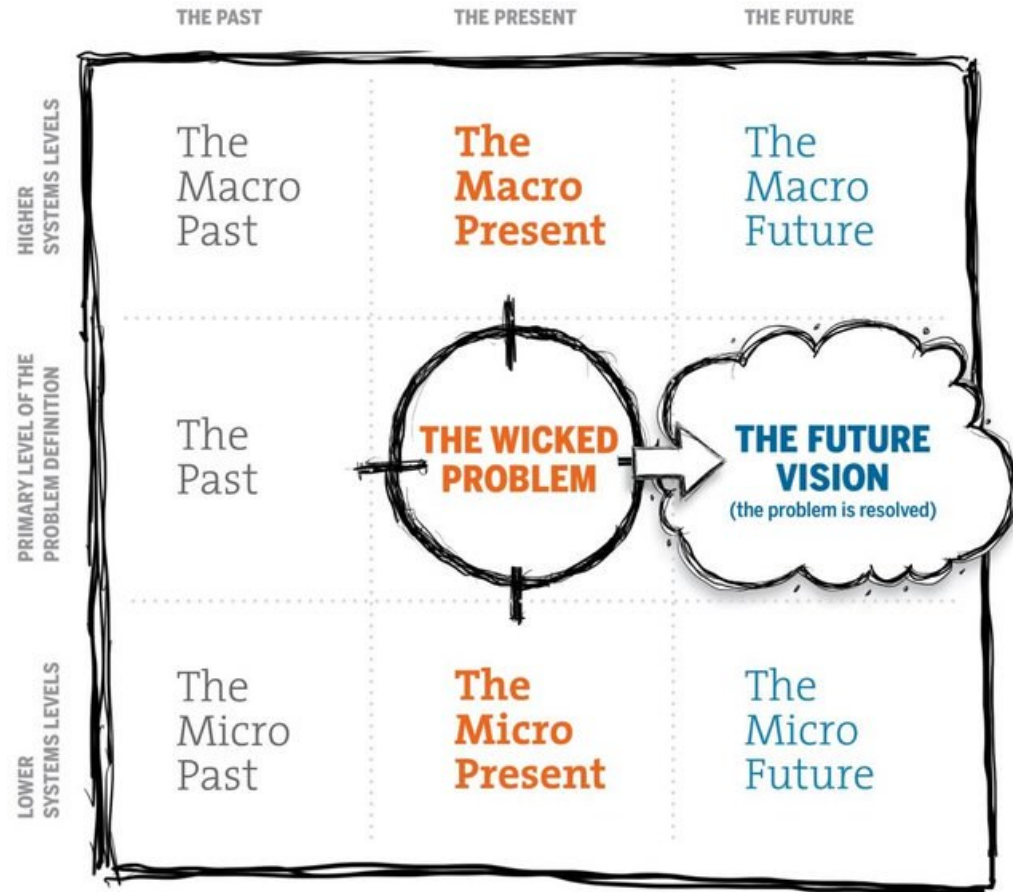 THE PAST
THE PRESENT
THE FUTURE
HIGHER
SYSTEMS LEVELS
The
Macro
Past
The
Macro
Present
The
Macro
Future
PRIMARY LEVEL OF THE
PROBLEM DEFINITION
The
Past
THE WICKED
PROBLEM
THE FUTURE
VISION
(the problem is resolved)
LOWER
SYSTEMS LEVELS
The
Micro
Past
The
Micro
Present
The
Micro
Future